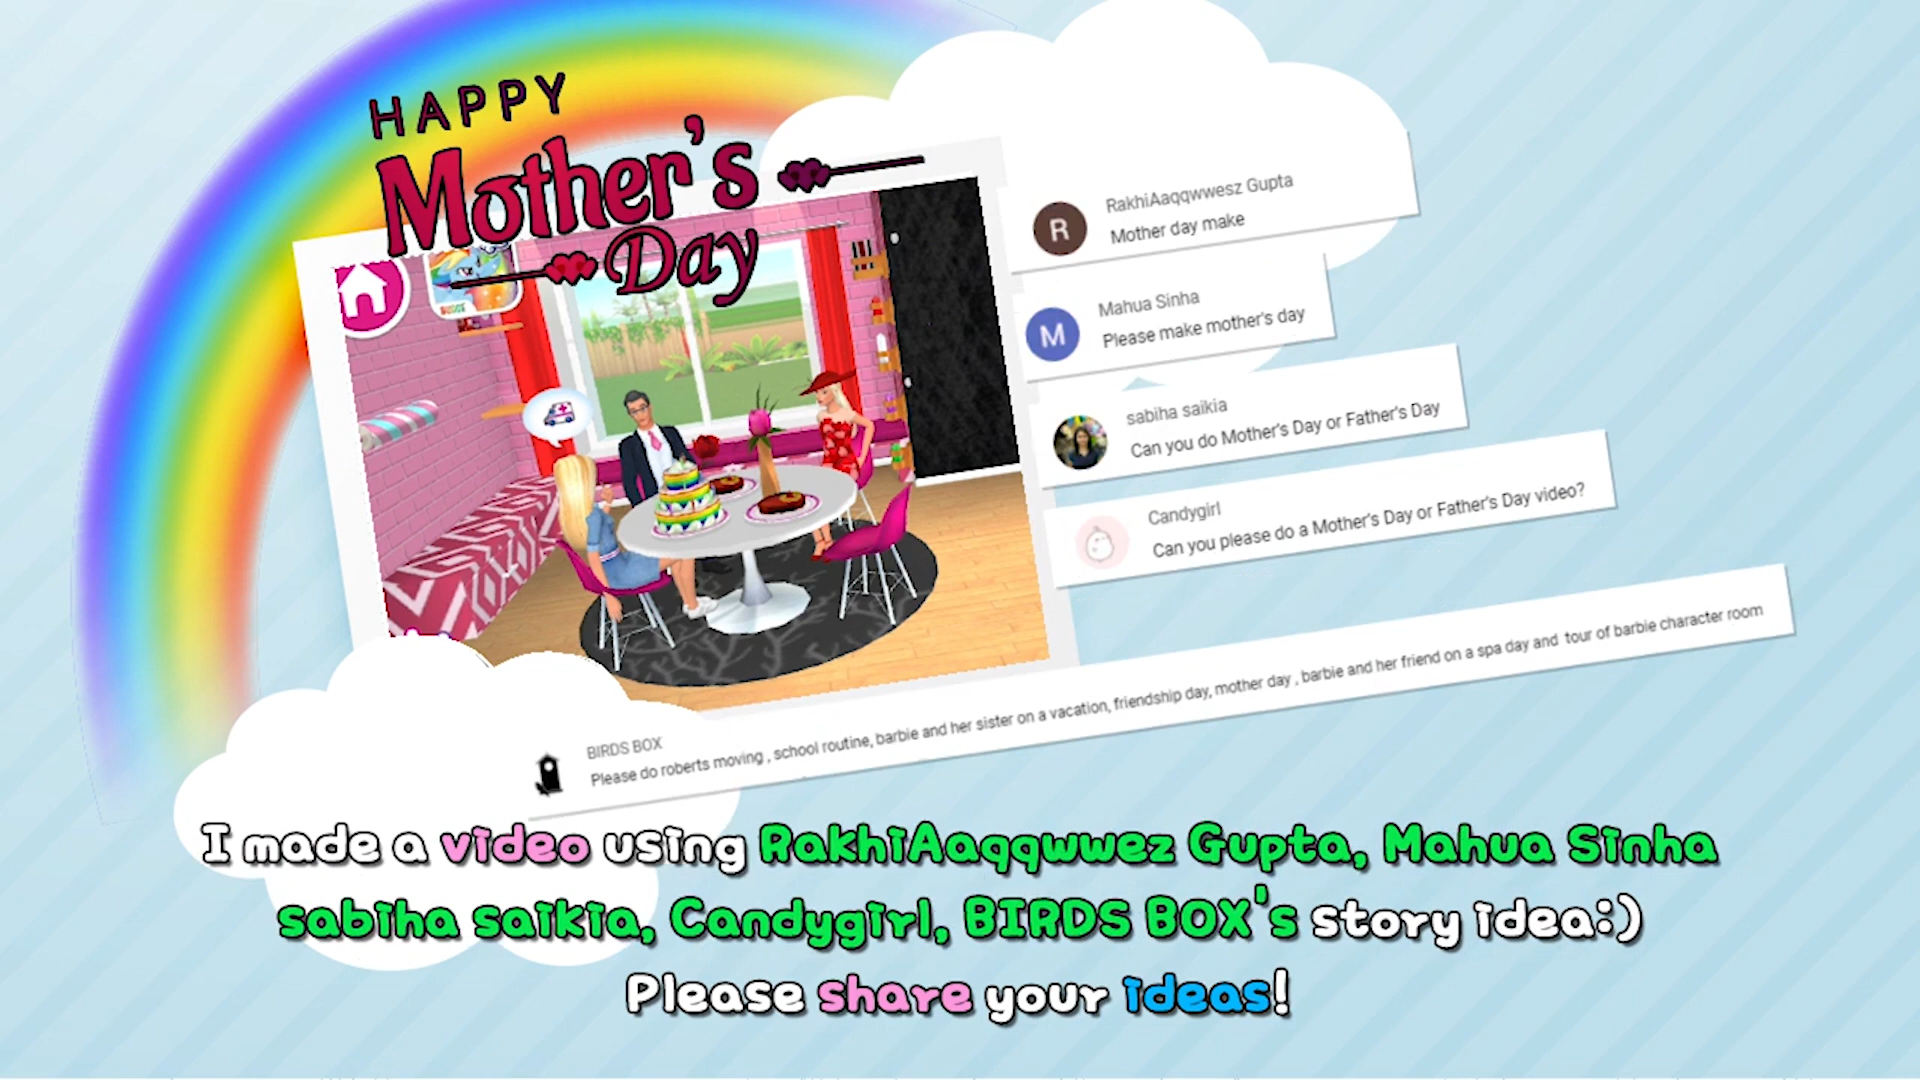 HAPPY
Mother's
Day
R
RakhiAaqqwwesz Gupta
Mother day make
M
Mahua Sinha
Please make mother's day
sabiha saikia
Can you do Mother's Day or Father's Day
Candygirl
Can you please do a Mother's Day or Father's Day video?
BIRDS BOX
Please do roberts moving , school routine, barbie and her sister on a vacation, friendship day, mother day , barbie and her friend on a spa day and tour of barbie character room
I made a video using RakhiAaqqwwez Gupta, Mahua Sinha
sabiha saikia, Candygirl, BIRDS BOX's story idea:)
Please share your ideas!